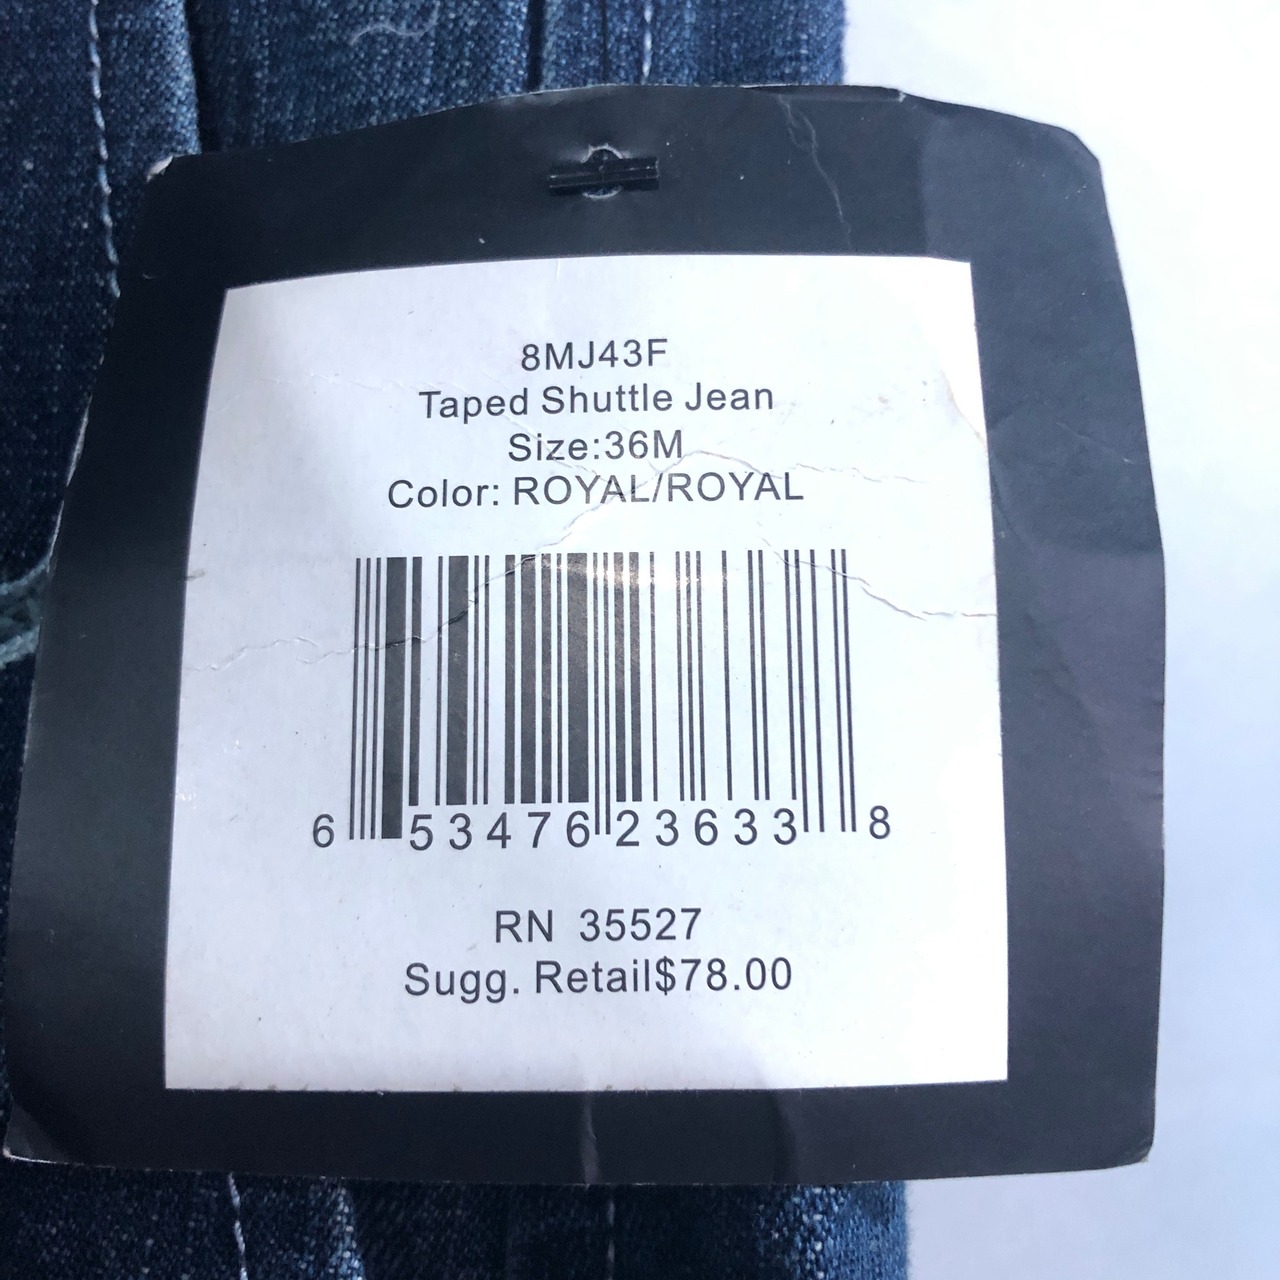 8MJ43F
Taped Shuttle Jean
Size:36M
Color: ROYAL/ROYAL
6 53476 23633 8
RN 35527
Sugg. Retail$78.00